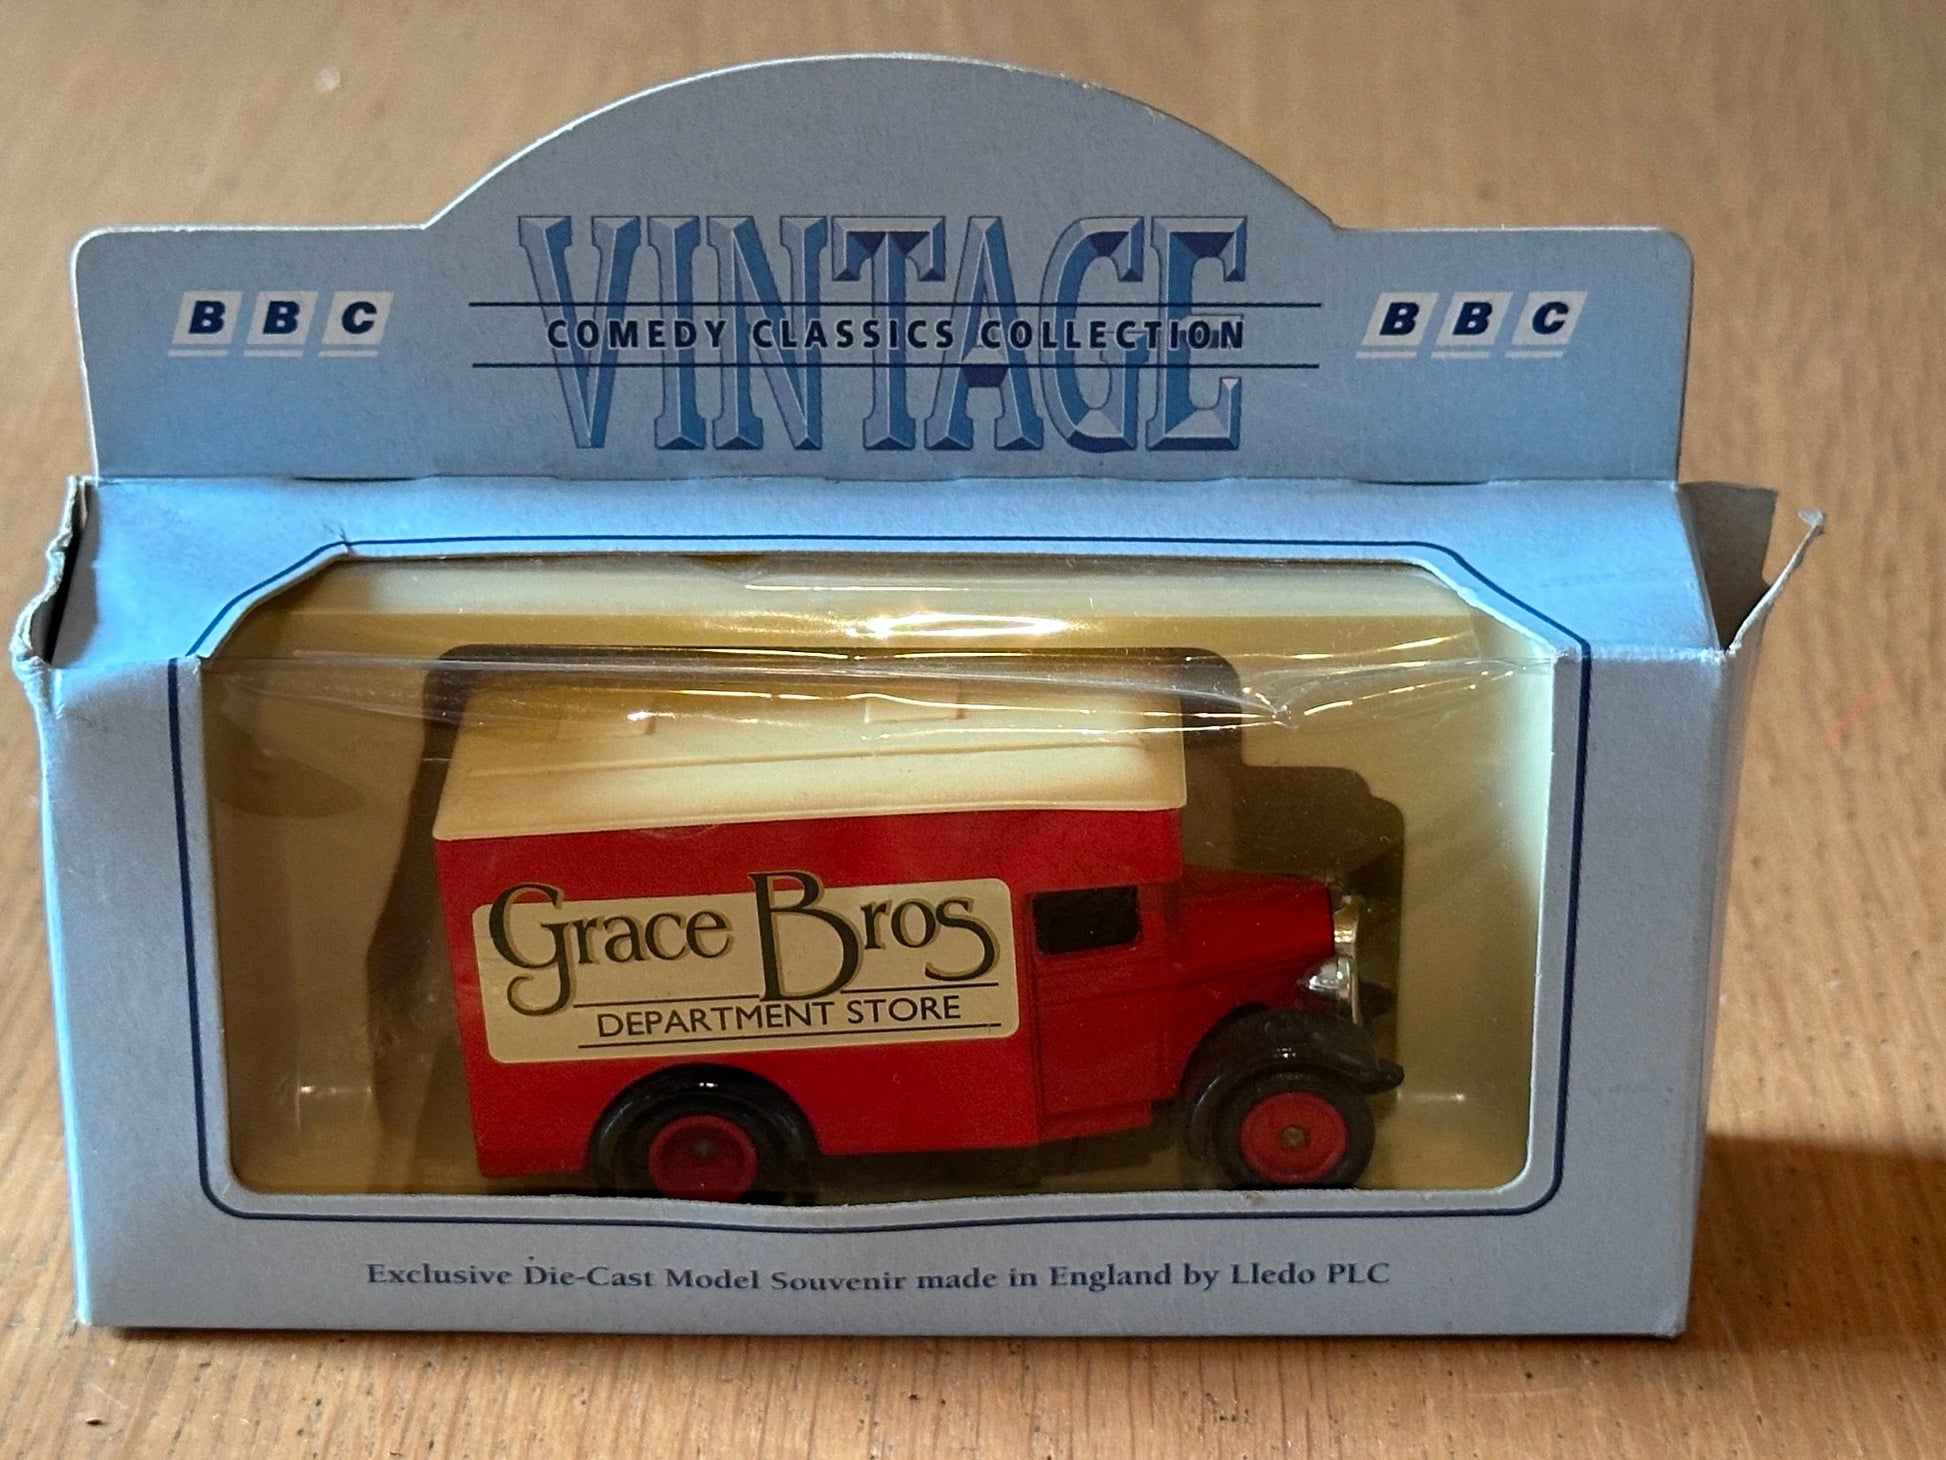 VINTAGE
BBC
COMEDY CLASSICS COLLECTION
BBC
Grace Bros
DEPARTMENT STORE
Exclusive Die-Cast Model Souvenir made in England by Lledo PLC